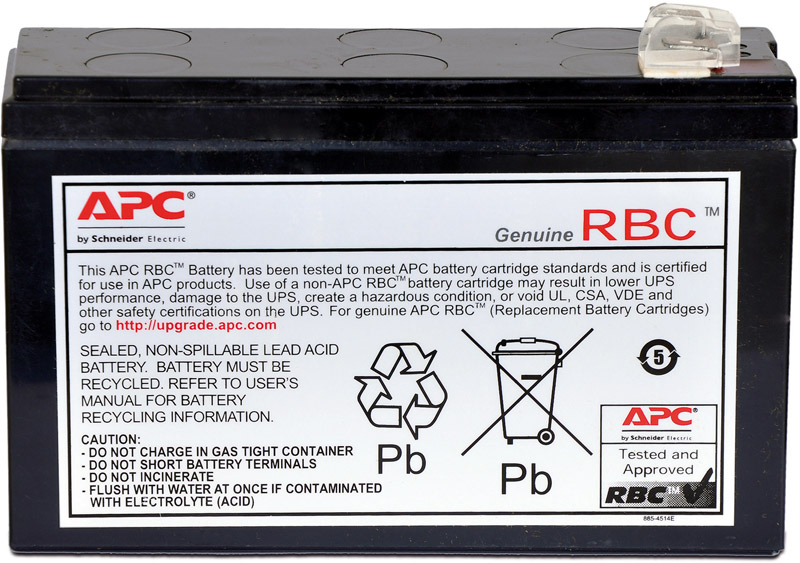 APC®
by Schneider Electric
Genuine RBC™
This APC RBC™ Battery has been tested to meet APC battery cartridge standards and is certified
for use in APC products. Use of a non-APC RBC™ battery cartridge may result in lower UPS
performance, damage to the UPS, create a hazardous condition, or void UL, CSA, VDE and
other safety certifications on the UPS. For genuine APC RBC™ (Replacement Battery Cartridges)
go to http://upgrade.apc.com
SEALED, NON-SPILLABLE LEAD ACID
BATTERY. BATTERY MUST BE
RECYCLED. REFER TO USER'S
MANUAL FOR BATTERY
RECYCLING INFORMATION.
CAUTION:
- DO NOT CHARGE IN GAS TIGHT CONTAINER
- DO NOT SHORT BATTERY TERMINALS
- DO NOT INCINERATE
- FLUSH WITH WATER AT ONCE IF CONTAMINATED
WITH ELECTROLYTE (ACID)
Pb
Pb
5
APC®
by Schneider Electric
Tested and
Approved
RBC™
885-4514E